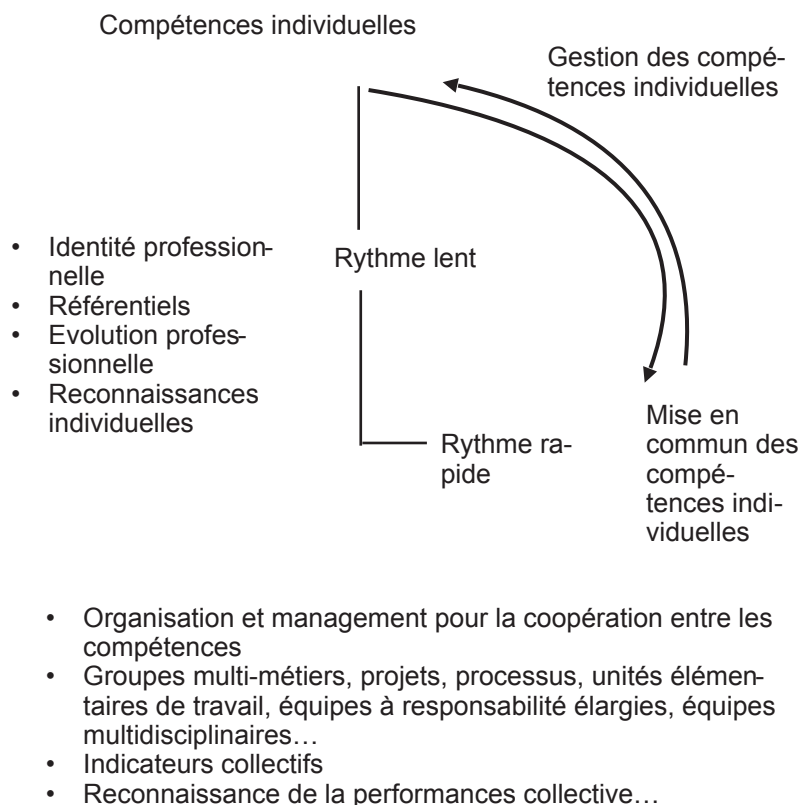 Compétences individuelles
Gestion des compé-
tences individuelles
• Identité profession-
nelle
• Référentiels
• Evolution profes-
sionnelle
• Reconnaissances
individuelles
Rythme lent
Rythme ra-
pide
Mise en
commun des
compé-
tences indi-
viduelles
• Organisation et management pour la coopération entre les
compétences
• Groupes multi-métiers, projets, processus, unités élémen-
taires de travail, équipes à responsabilité élargies, équipes
multidisciplinaires…
• Indicateurs collectifs
• Reconnaissance de la performances collective…